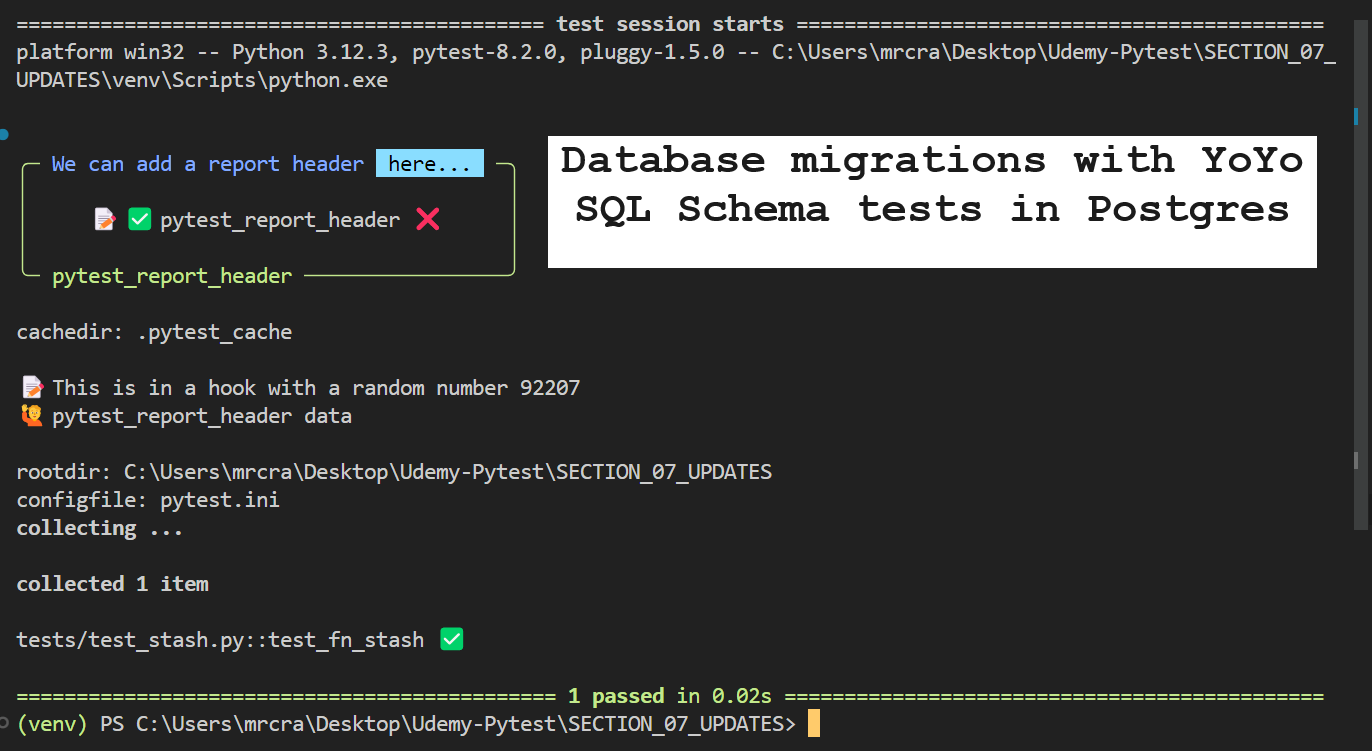 ============================================ test session starts ============================================
platform win32 -- Python 3.12.3, pytest-8.2.0, pluggy-1.5.0 -- C:\Users\mrcra\Desktop\Udemy-Pytest\SECTION_07_
UPDATES\venv\Scripts\python.exe
We can add a report header here...
Database migrations with YoYo
SQL Schema tests in Postgres
📝 ✅ pytest_report_header ❌
pytest_report_header
cachedir: .pytest_cache
📝 This is in a hook with a random number 92207
🙋 pytest_report_header data
rootdir: C:\Users\mrcra\Desktop\Udemy-Pytest\SECTION_07_UPDATES
configfile: pytest.ini
collecting ...
collected 1 item
tests/test_stash.py::test_fn_stash ✅
============================================= 1 passed in 0.02s =============================================
(venv) PS C:\Users\mrcra\Desktop\Udemy-Pytest\SECTION_07_UPDATES>